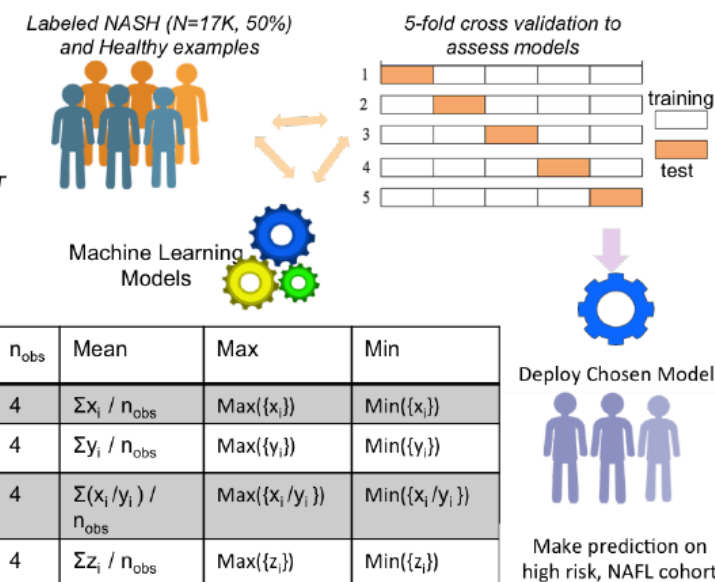 Labeled NASH (N=17K, 50%)
and Healthy examples
5-fold cross validation to
assess models
1
2
3
4
5
training
test
T
Machine Learning
Models
n_obs Mean Max Min
4 Σx_i / n_obs Max({x_i}) Min({x_i})
4 Σy_i / n_obs Max({y_i}) Min({y_i})
4 Σ(x_i/y_i) / Max({x_i/y_i}) Min({x_i/y_i})
n_obs
4 Σz_i / n_obs Max({z_i}) Min({z_i})
Deploy Chosen Model
Make prediction on
high risk, NAFL cohort